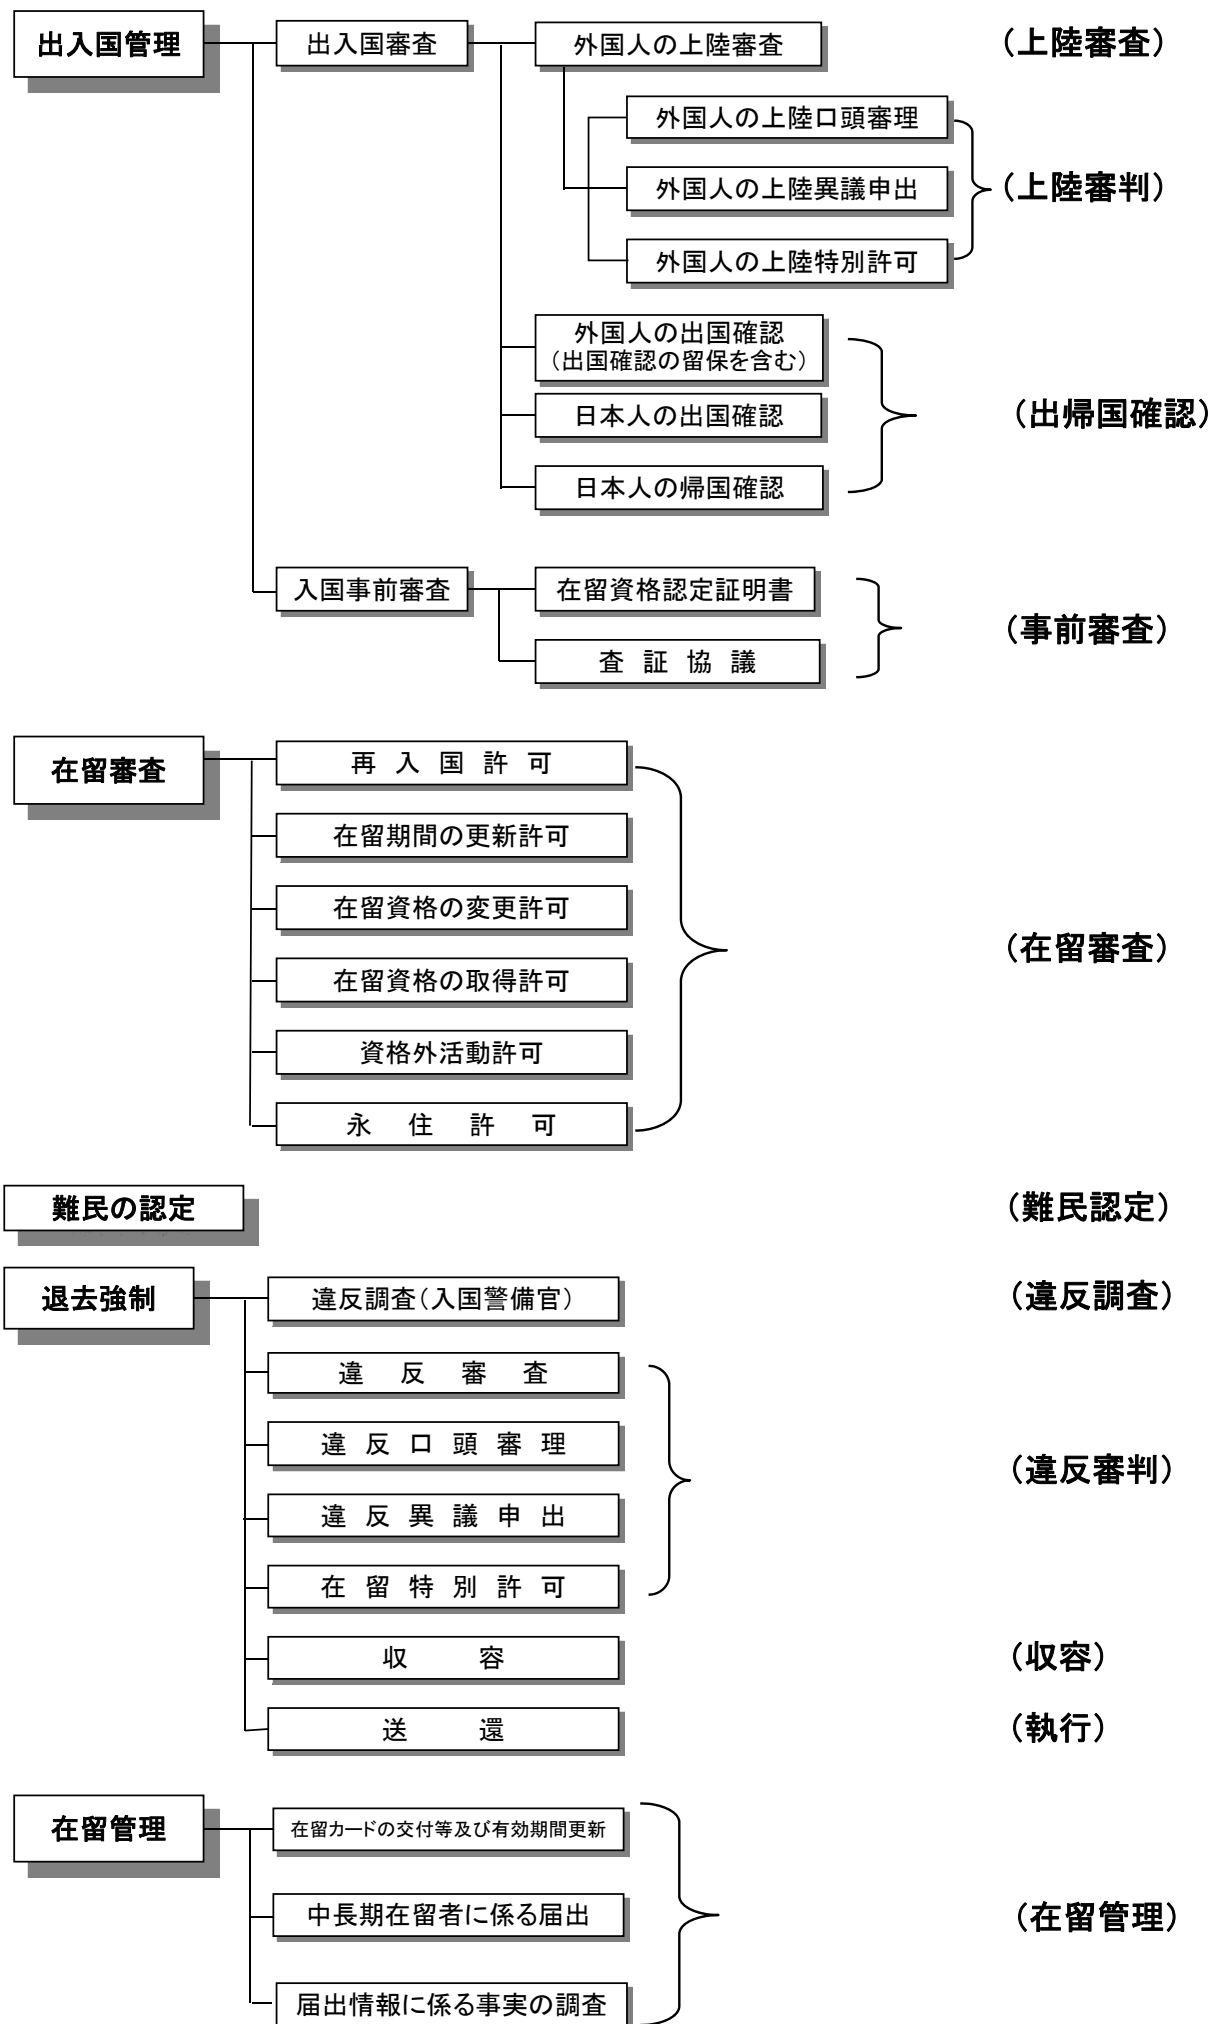 出入国管理
出入国審査
外国人の上陸審査
（上陸審査）
外国人の上陸口頭審理
外国人の上陸異議申出
（上陸審判）
外国人の上陸特別許可
外国人の出国確認
（出国確認の留保を含む）
日本人の出国確認
（出帰国確認）
日本人の帰国確認
入国事前審査
在留資格認定証明書
（事前審査）
査証協議
在留審査
再入国許可
在留期間の更新許可
在留資格の変更許可
（在留審査）
在留資格の取得許可
資格外活動許可
永住許可
難民の認定
（難民認定）
退去強制
違反調査（入国警備官）
（違反調査）
違反審査
違反口頭審理
（違反審判）
違反異議申出
在留特別許可
収容
（収容）
送還
（執行）
在留管理
在留カードの交付等及び有効期間更新
中長期在留者に係る届出
（在留管理）
届出情報に係る事実の調査